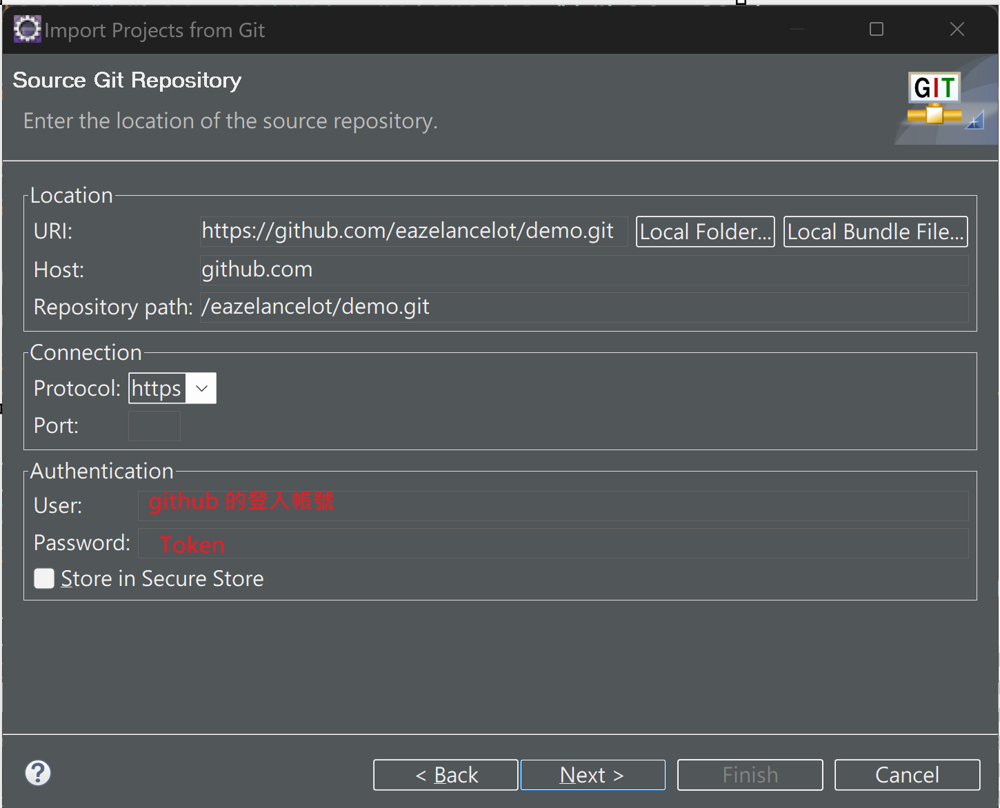 Import Projects from Git
Source Git Repository
GIT
Enter the location of the source repository.
Location
URI: https://github.com/eazelancelot/demo.git Local Folder... Local Bundle File...
Host: github.com
Repository path: /eazelancelot/demo.git
Connection
Protocol: https
Port:
Authentication
User: github 的登入帳號
Password: Token
Store in Secure Store
? < Back Next > Finish Cancel